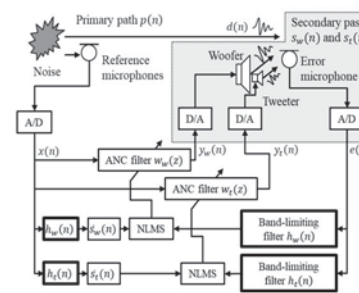 Primary path p(n)
d(n)
Secondary pas
s_w(n) and s_t(n
Woofer
Error
microphone
Reference
microphones
Noise
Tweeter
A/D
D/A
D/A
A/D
x(n)
y_w(n)
y_t(n)
e(
ANC filter w_w(z)
ANC filter w_t(z)
h_w(n)
s_w(n)
NLMS
Band-limiting
filter h_w(n)
h_t(n)
s_t(n)
NLMS
Band-limiting
filter h_t(n)